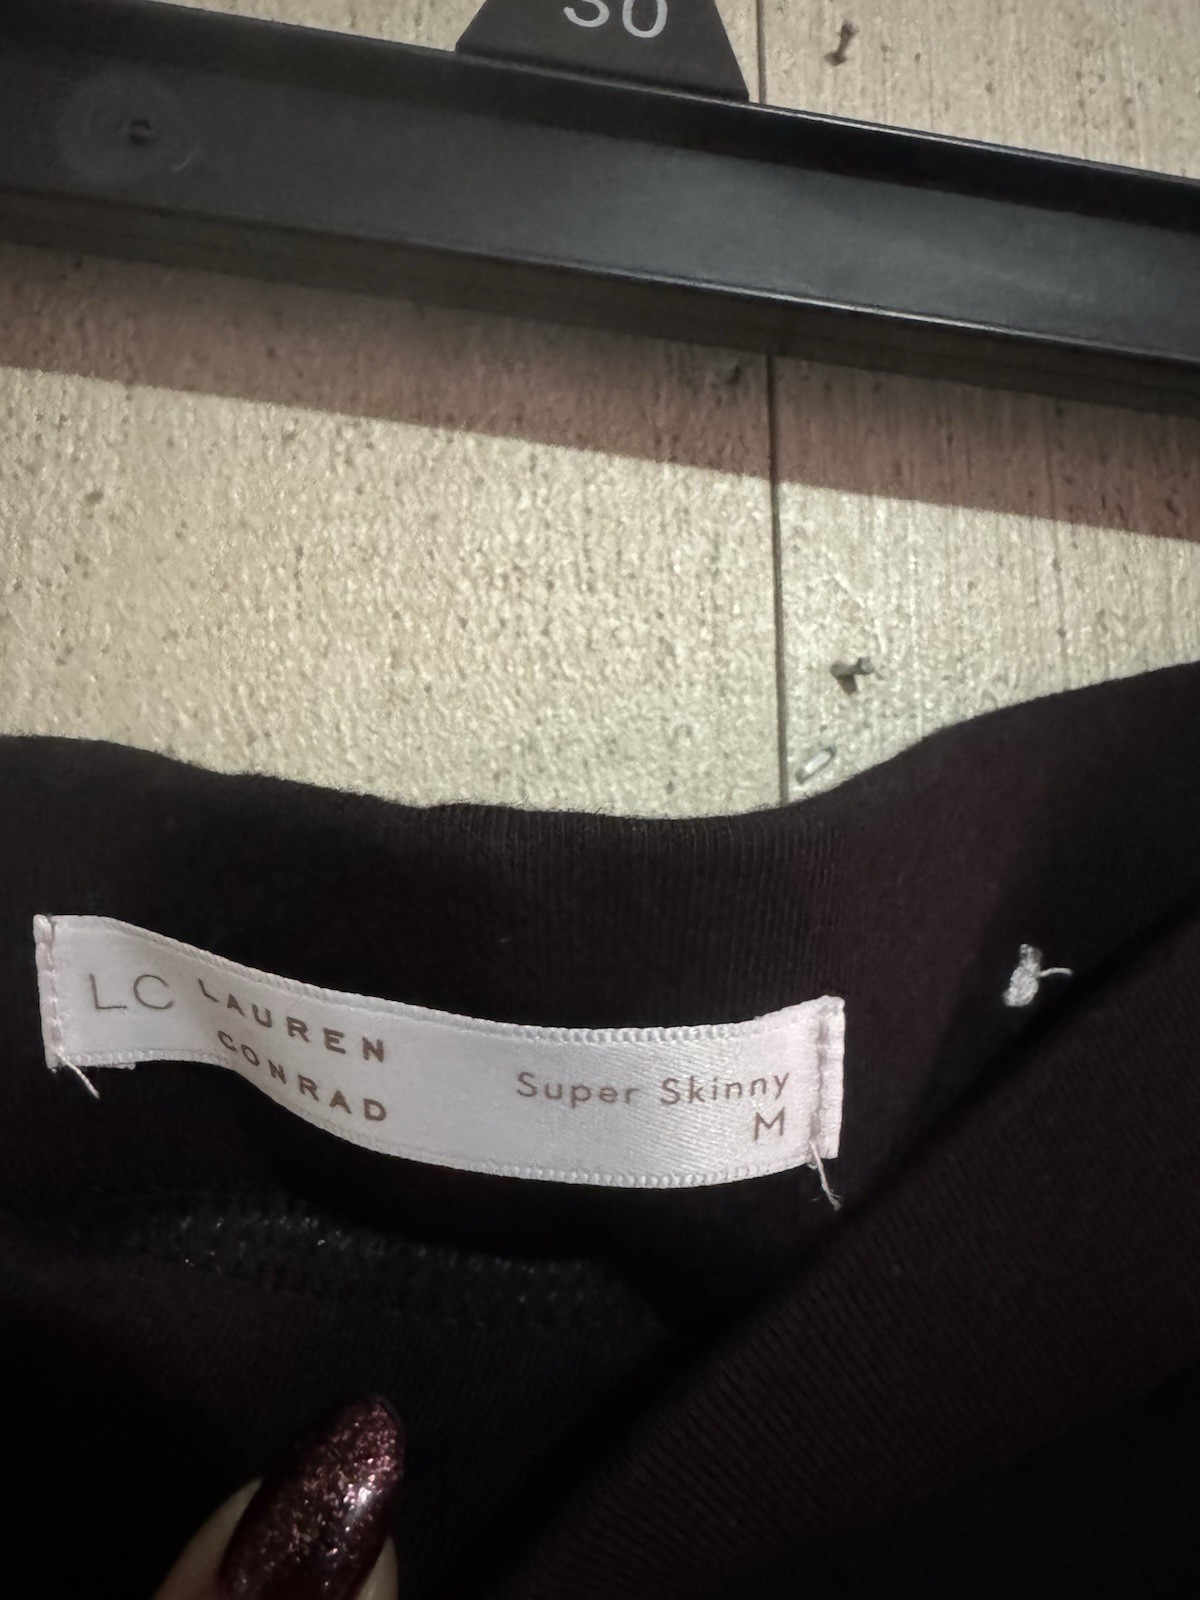 30
LC LAUREN
CONRAD
Super Skinny
M